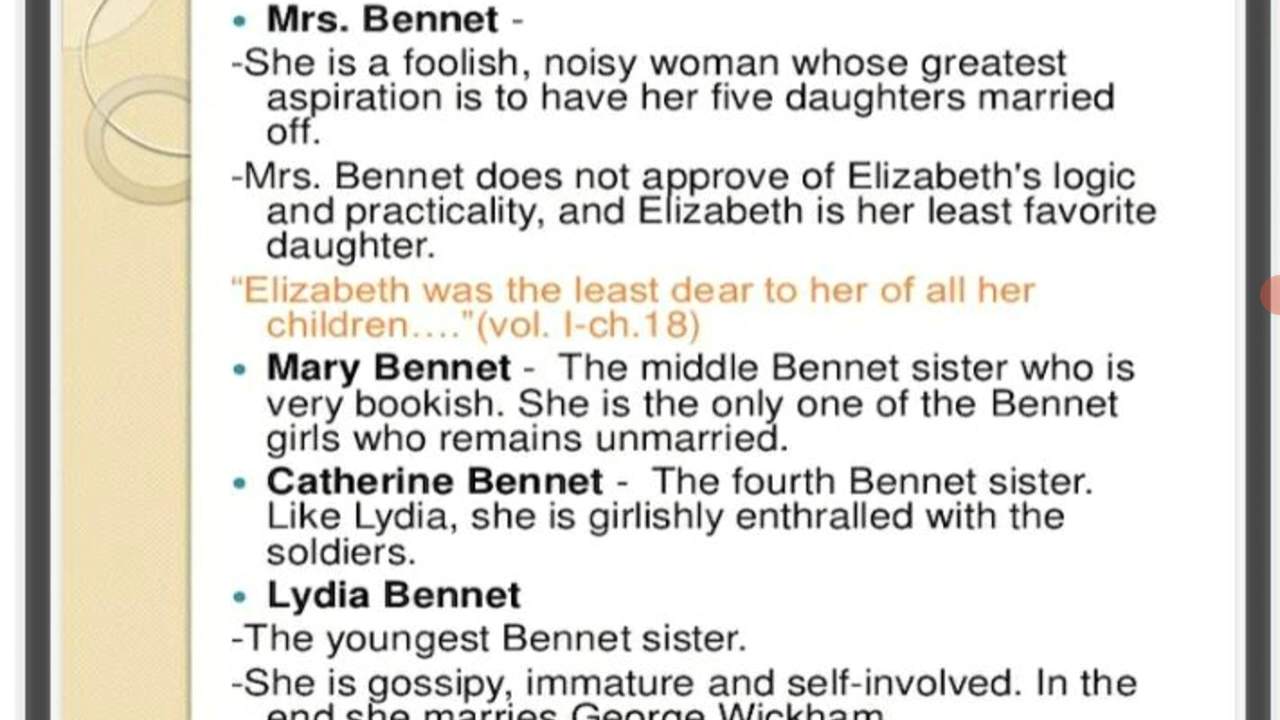 • Mrs. Bennet -
-She is a foolish, noisy woman whose greatest
aspiration is to have her five daughters married
off.
-Mrs. Bennet does not approve of Elizabeth's logic
and practicality, and Elizabeth is her least favorite
daughter.
“Elizabeth was the least dear to her of all her
children....”(vol. I-ch.18)
• Mary Bennet - The middle Bennet sister who is
very bookish. She is the only one of the Bennet
girls who remains unmarried.
• Catherine Bennet - The fourth Bennet sister.
Like Lydia, she is girlishly enthralled with the
soldiers.
• Lydia Bennet
-The youngest Bennet sister.
-She is gossipy, immature and self-involved. In the
end she marries George Wickham